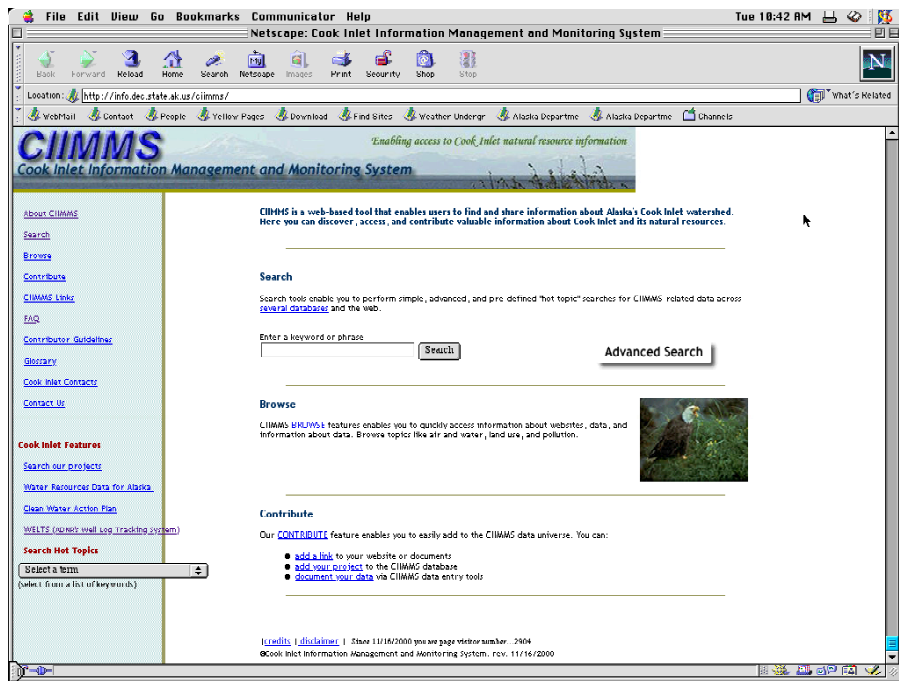 File Edit View Go Bookmarks Communicator Help Tue 10:42 AM
Netscape: Cook Inlet Information Management and Monitoring System
Back Forward Reload Home Search Netscape Images Print Security Shop Stop
N
Location: http://info.dec.state.ak.us/ciimms/ What's Related
WebMail Contact People Yellow Pages Download Find Sites Weather Undergr Alaska Departme Alaska Departme Channels
CIIMMS
Enabling access to Cook Inlet natural resource information
Cook Inlet Information Management and Monitoring System
About CIIMMS
Search
Browse
Contribute
CIIMMS Links
FAQ
Contributor Guidelines
Glossary
Cook Inlet Contacts
Contact Us
Cook Inlet Features
Search our projects
Water Resources Data for Alaska
Clean Water Action Plan
WELTS (ADNR's Well Log Tracking System)
Search Hot Topics
Select a term
(select from a list of keywords)
CIIMMS is a web-based tool that enables users to find and share information about Alaska's Cook Inlet watershed.
Here you can discover, access, and contribute valuable information about Cook Inlet and its natural resources.
Search
Search tools enable you to perform simple, advanced, and pre-defined "hot topic" searches for CIIMMS-related data across
several databases and the web.
Enter a keyword or phrase
Search
Advanced Search
Browse
CIIMMS BROWSE features enables you to quickly access information about websites, data, and
information about data. Browse topics like air and water, land use, and pollution.
Contribute
Our CONTRIBUTE feature enables you to easily add to the CIIMMS data universe. You can:
● add a link to your website or documents
● add your project to the CIIMMS database
● document your data via CIIMMS data entry tools
|credits | disclaimer | Since 11/16/2000 you are page visitor number...2904
©Cook Inlet Information Management and Monitoring System. rev. 11/16/2000